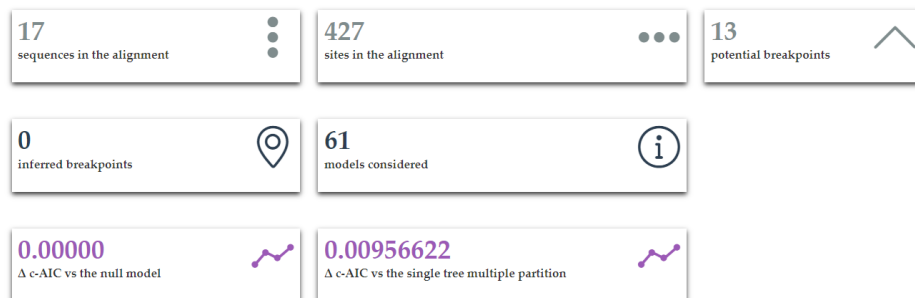 17
sequences in the alignment
427
sites in the alignment
13
potential breakpoints
0
inferred breakpoints
61
models considered
0.00000
Δ c-AIC vs the null model
0.00956622
Δ c-AIC vs the single tree multiple partition